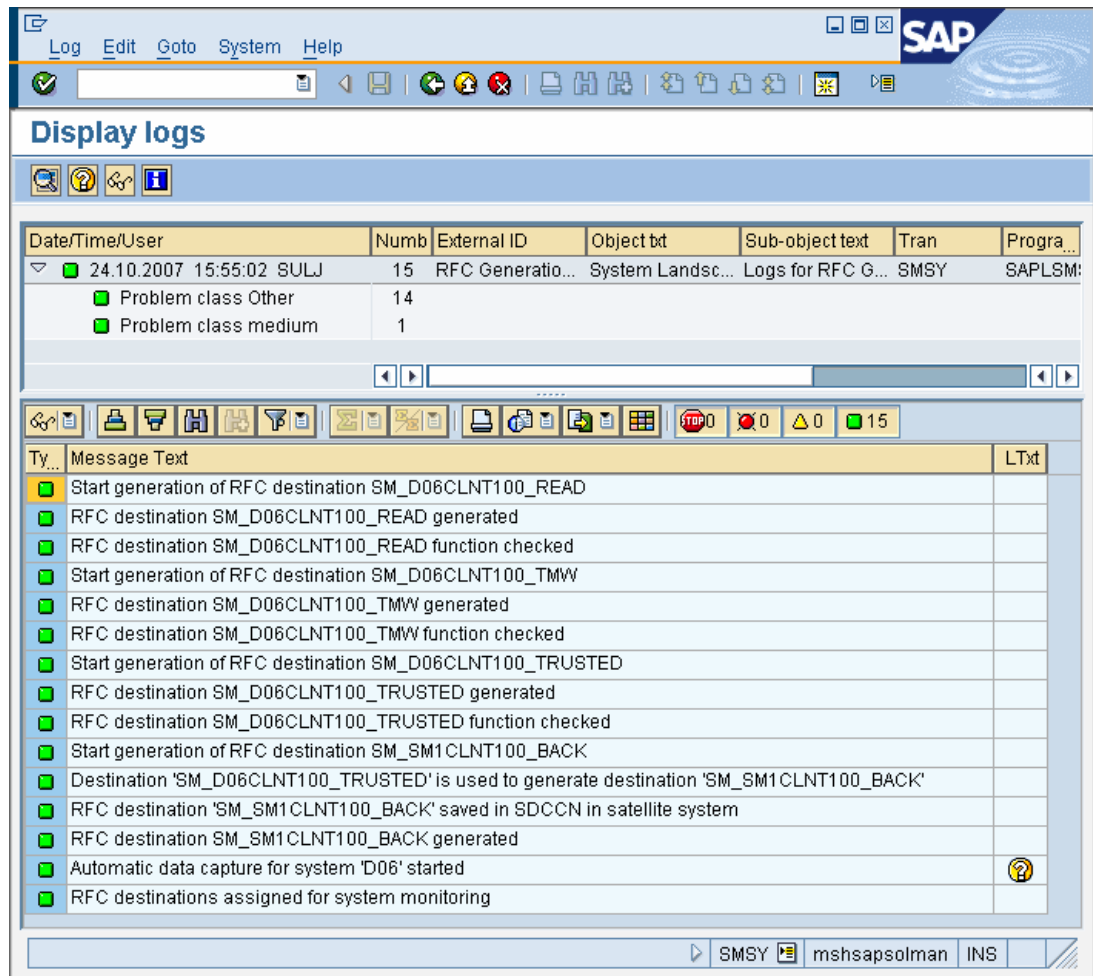 Log Edit Goto System Help
SAP
Display logs
Date/Time/User Numb External ID Object txt Sub-object text Tran Progra...
24.10.2007 15:55:02 SULJ 15 RFC Generatio... System Landsc... Logs for RFC G... SMSY SAPLSM
Problem class Other 14
Problem class medium 1
STOP 0 0 0 15
Ty... Message Text LTxt
Start generation of RFC destination SM_D06CLNT100_READ
RFC destination SM_D06CLNT100_READ generated
RFC destination SM_D06CLNT100_READ function checked
Start generation of RFC destination SM_D06CLNT100_TMW
RFC destination SM_D06CLNT100_TMW generated
RFC destination SM_D06CLNT100_TMW function checked
Start generation of RFC destination SM_D06CLNT100_TRUSTED
RFC destination SM_D06CLNT100_TRUSTED generated
RFC destination SM_D06CLNT100_TRUSTED function checked
Start generation of RFC destination SM_SM1CLNT100_BACK
Destination 'SM_D06CLNT100_TRUSTED' is used to generate destination 'SM_SM1CLNT100_BACK'
RFC destination 'SM_SM1CLNT100_BACK' saved in SDCCN in satellite system
RFC destination SM_SM1CLNT100_BACK generated
Automatic data capture for system 'D06' started
RFC destinations assigned for system monitoring
SMSY mshsapsolman INS